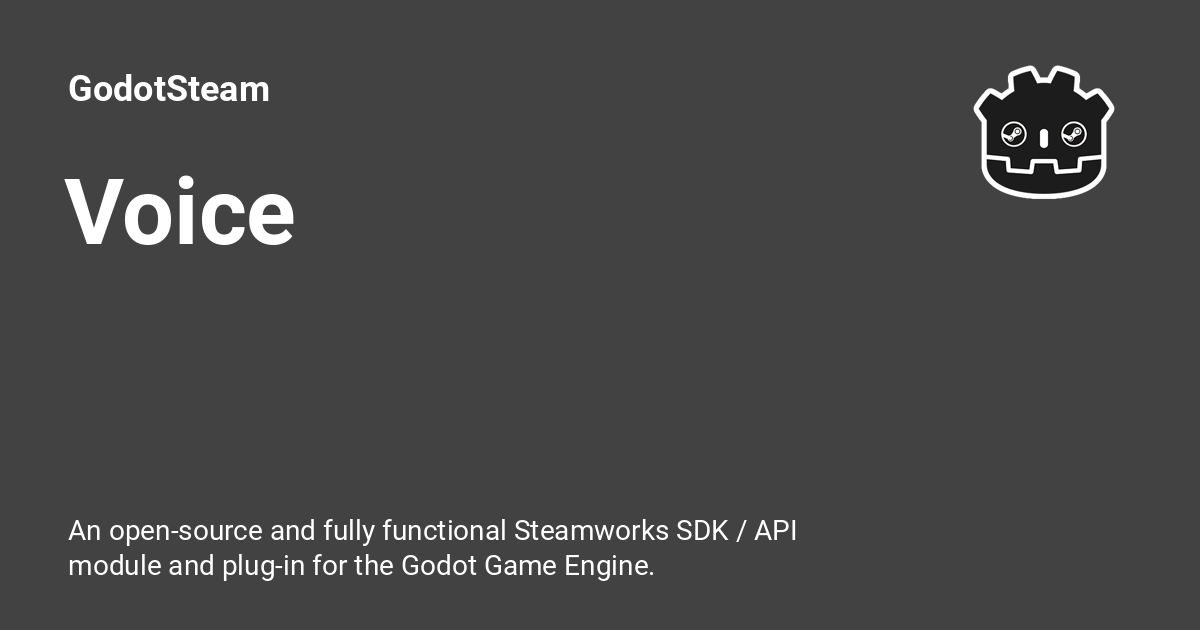 GodotSteam
Voice
An open-source and fully functional Steamworks SDK / API
module and plug-in for the Godot Game Engine.